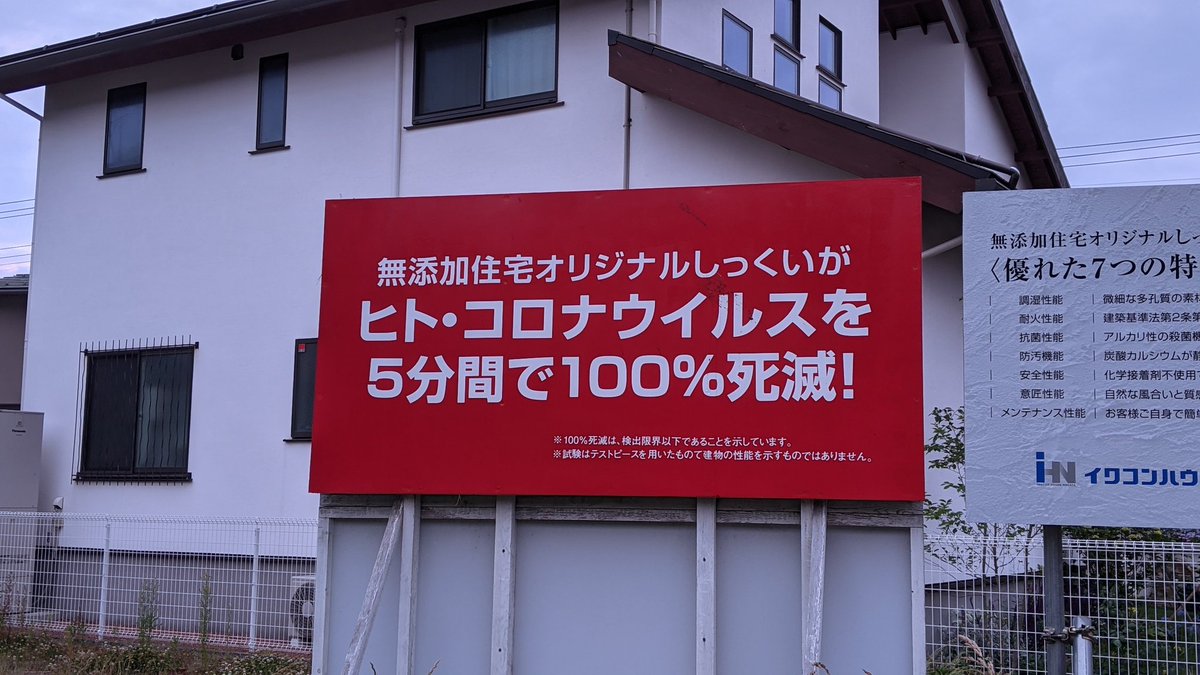 無添加住宅オリジナルしっくいが
ヒト・コロナウイルスを
5分間で100%死滅!
※100%死滅は、検出限界以下であることを示しています。
※試験はテストピースを用いたもので建物の性能を示すものではありません。
無添加住宅オリジナルしっ
〈優れた7つの特
調湿性能 微細な多孔質の素材
耐火性能 建築基準法第2条第
抗菌性能 アルカリ性の殺菌機
防汚機能 炭酸カルシウムが静
安全性能 化学接着剤不使用で
意匠性能 自然な風合いと質感
メンテナンス性能 お客様ご自身で簡単
iHN イワコンハウ
Panasonic